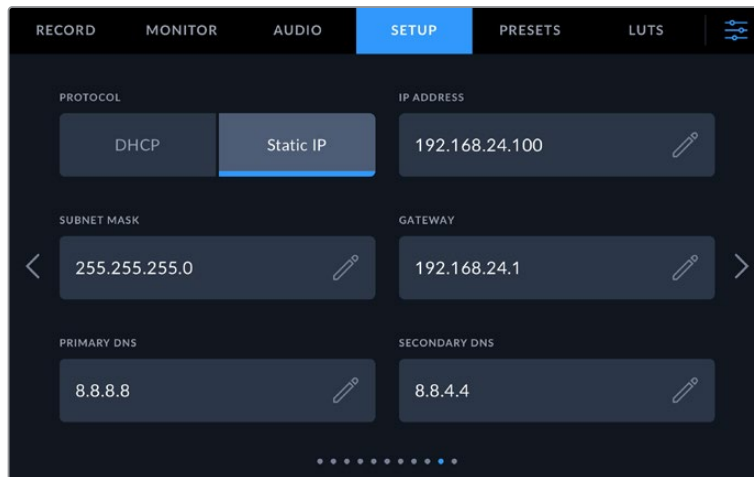 RECORD MONITOR AUDIO SETUP PRESETS LUTS
PROTOCOL IP ADDRESS
DHCP Static IP 192.168.24.100
SUBNET MASK GATEWAY
255.255.255.0 192.168.24.1
PRIMARY DNS SECONDARY DNS
8.8.8.8 8.8.4.4